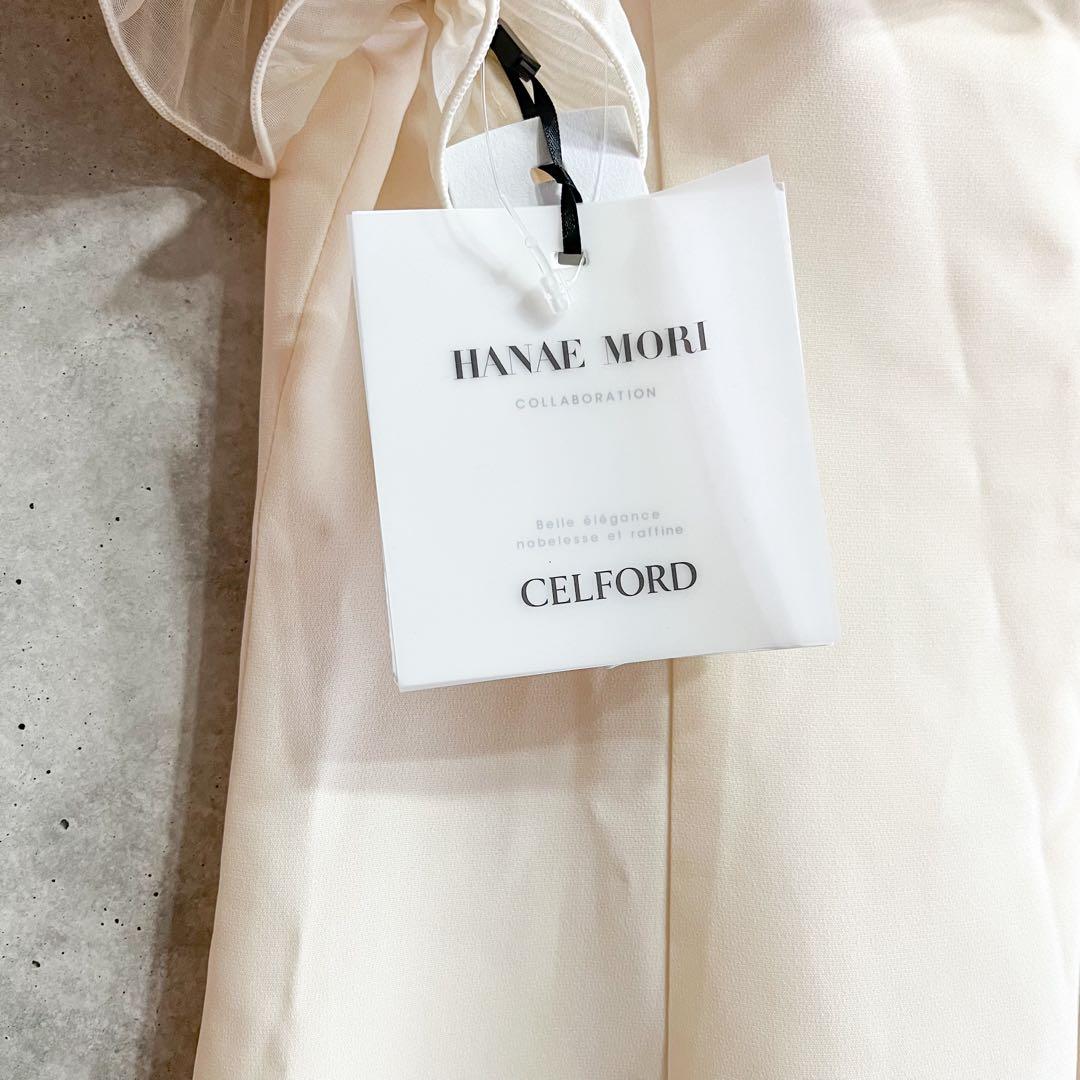 HANAE MORI
COLLABORATION
Belle élégance
nobelesse et raffine
CELFORD